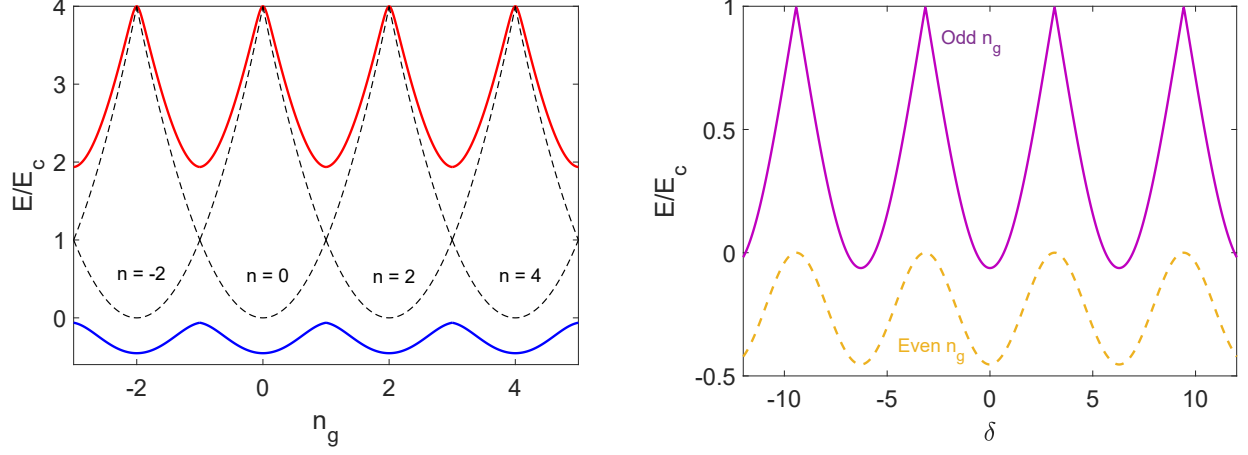 4
3
2
1
0
E/E_c
n = -2
n = 0
n = 2
n = 4
-2
0
2
4
n_g
1
0.5
0
-0.5
E/E_c
Odd n_g
Even n_g
-10
-5
0
5
10
δ